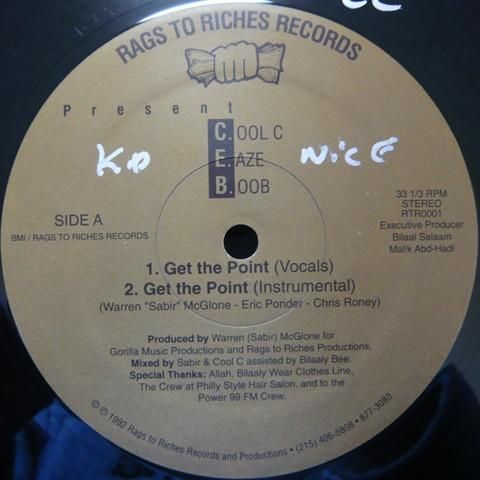 RAGS TO RICHES RECORDS
Present
C.OOL C
E.AZE
B.OOB
NiCE
SIDE A
BMI / RAGS TO RICHES RECORDS
33 1/3 RPM
STEREO
RTR0001
Executive Producer
Bilaal Salaam
Malik Abd-Hadi
1. Get the Point (Vocals)
2. Get the Point (Instrumental)
(Warren "Sabir" McGlone - Eric Ponder - Chris Roney)
Produced by Warren (Sabir) McGlone for
Gorilla Music Productions and Rags to Riches Productions.
Mixed by Sabir & Cool C assisted by Bilaaly Bee.
Special Thanks: Allah, Bilaaly Wear Clothes Line,
The Crew at Philly Style Hair Salon, and to the
Power 99 FM Crew.
© ℗ 1992 Rags to Riches Records and Productions • (215) 406-5808 • 877-3080